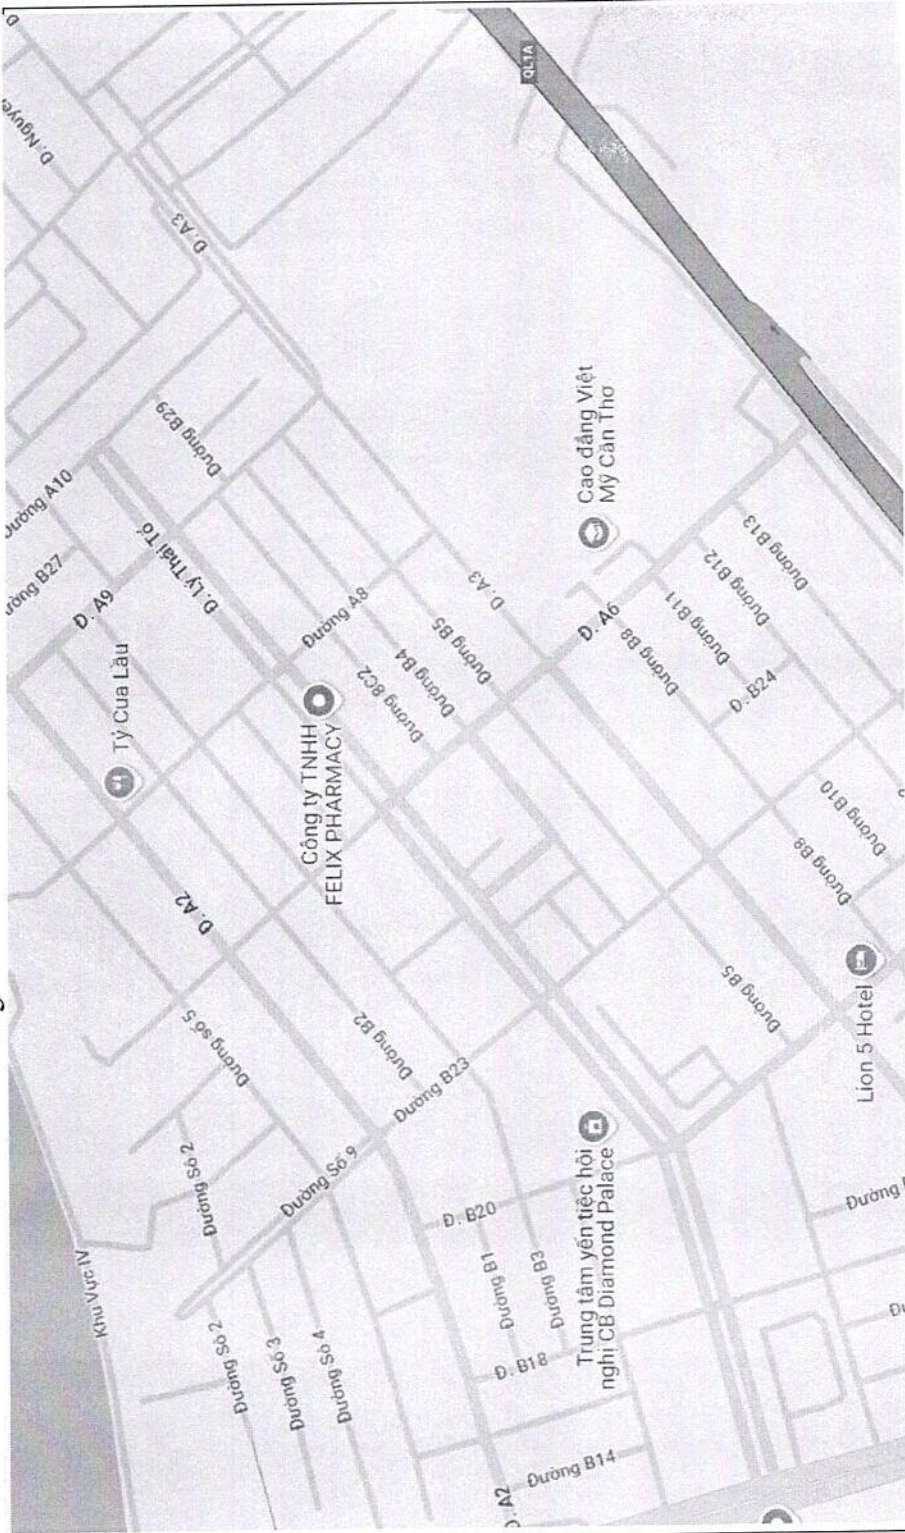 QL1A
Đ. Nguyễ
Đ. A3
Đường B29
Đường A10
Đ. Lý Thái Tổ
ường B27
Đ. A9
Tý Cua Lầu
Đường A8
Công ty TNHH
FELIX PHARMACY
Đường 8C2
Đường B4
Đường B5
Đ. A3
Cao đẳng Việt
Mỹ Cần Thơ
Đ. A6
Đường B8
Đường B11
Đường B12
Đường B13
Đ. B24
Đường B10
Đường B8
Đ. A2
Đường số 5
Đường B2
Đường B23
Đường B5
Lion 5 Hotel
Đường Số 2
Đường Số 9
Khu Vực IV
Đ. B20
Đường B1
Đường B3
Trung tâm yến tiệc hội
nghị CB Diamond Palace
Đường Số 2
Đường Số 3
Đường Số 4
Đ. B18
Đường B14
Đ. A2
Đường